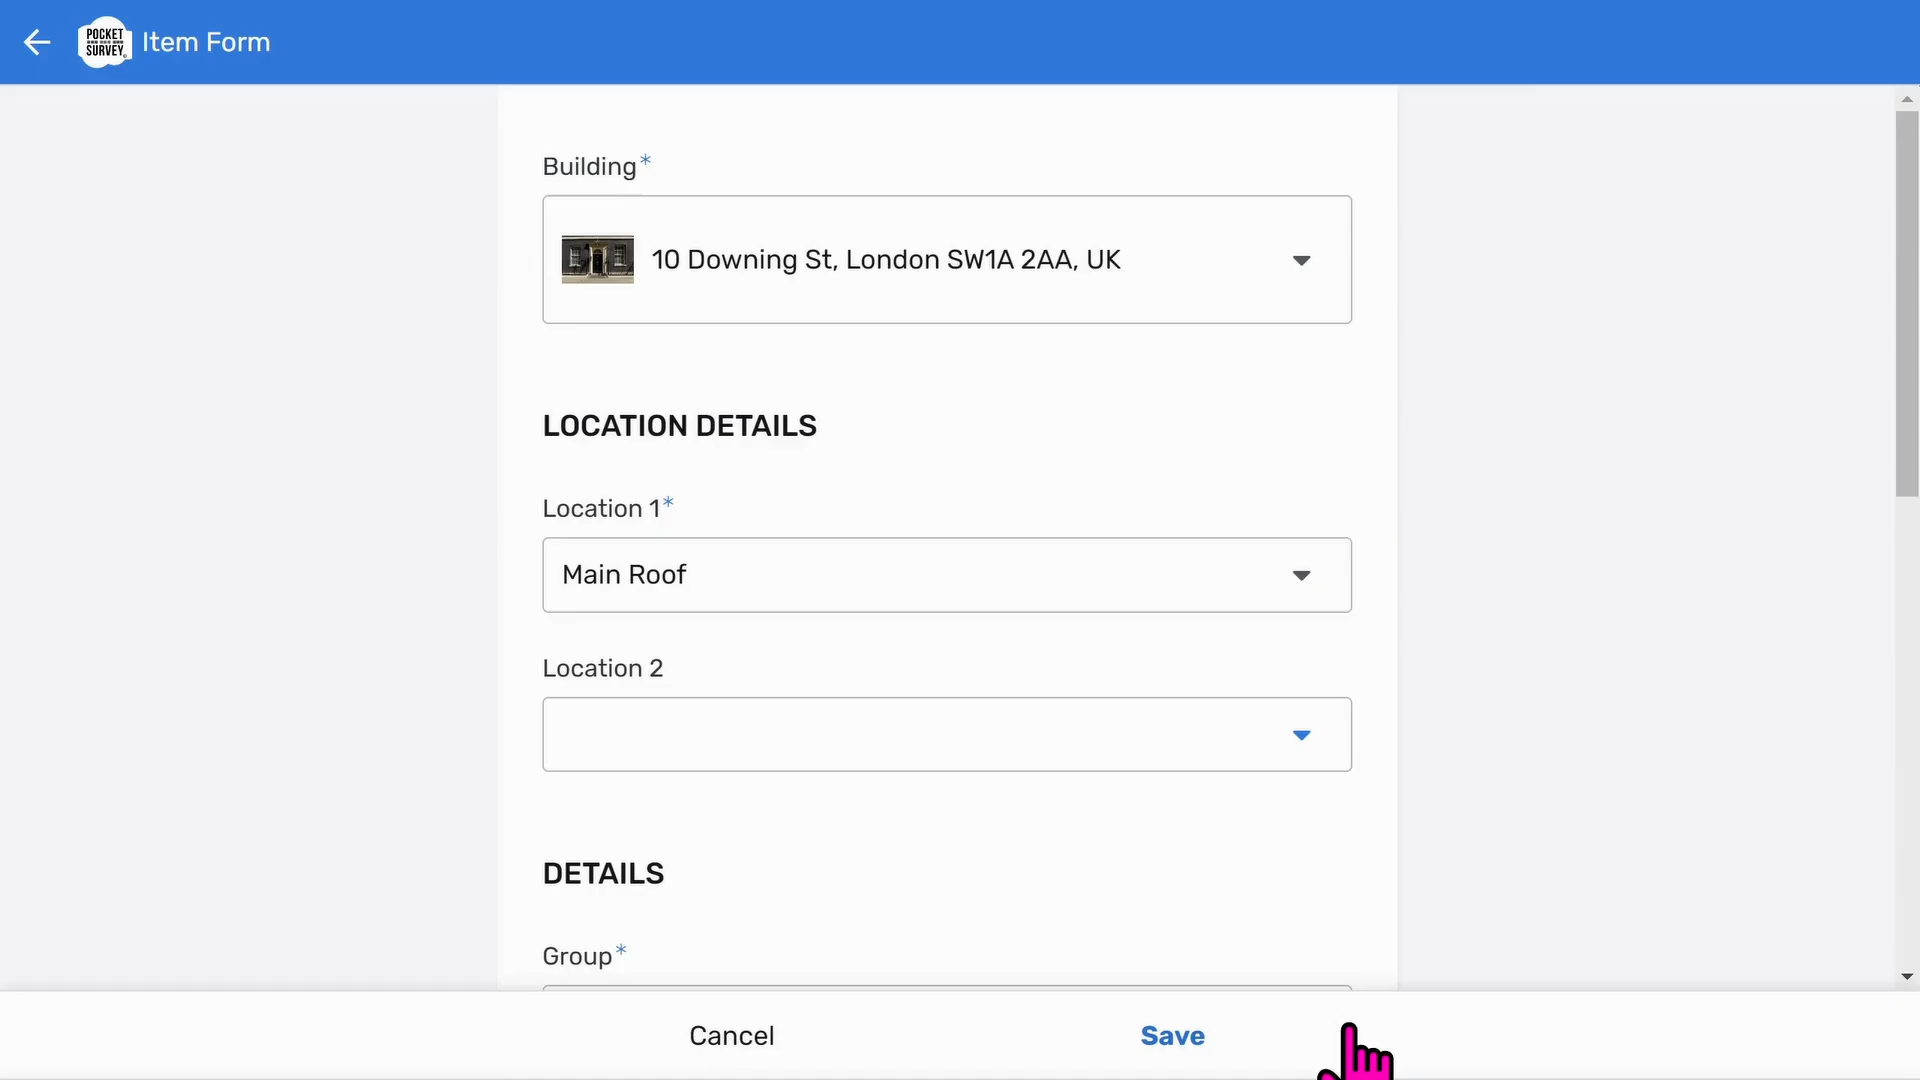 POCKET
SURVEY
Item Form
Building*
10 Downing St, London SW1A 2AA, UK
LOCATION DETAILS
Location 1*
Main Roof
Location 2
DETAILS
Group*
Cancel
Save